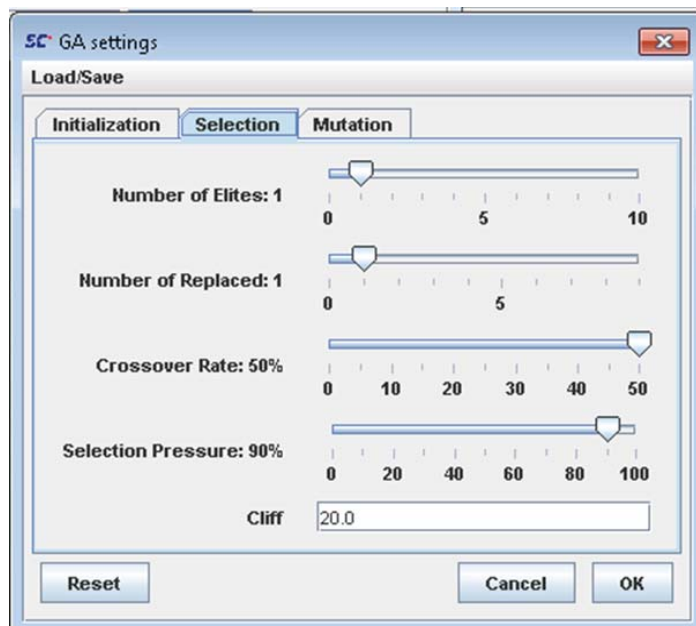 SC GA settings
Load/Save
Initialization Selection Mutation
Number of Elites: 1
0 5 10
Number of Replaced: 1
0 5
Crossover Rate: 50%
0 10 20 30 40 50
Selection Pressure: 90%
0 20 40 60 80 100
Cliff 20.0
Reset Cancel OK